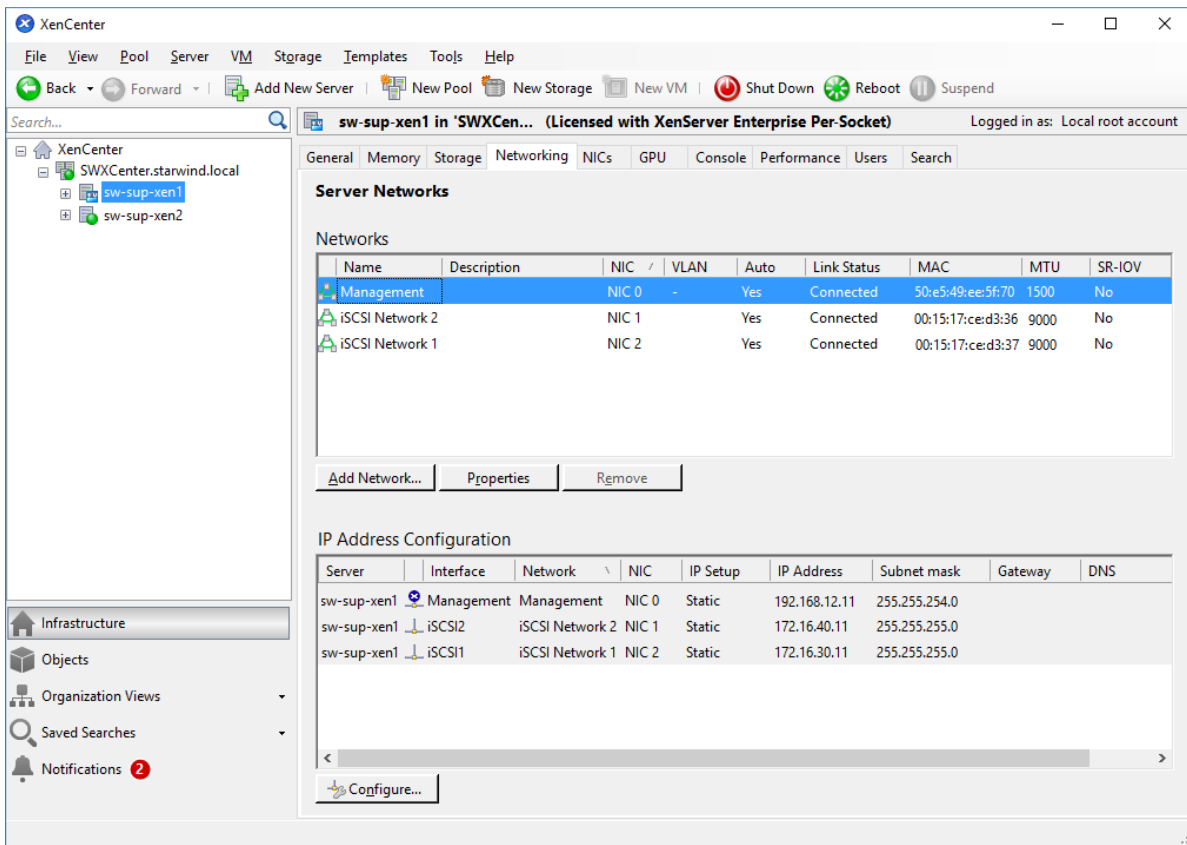 XenCenter
File View Pool Server VM Storage Templates Tools Help
Back Forward Add New Server New Pool New Storage New VM Shut Down Reboot Suspend
Search...
sw-sup-xen1 in 'SWXCen... (Licensed with XenServer Enterprise Per-Socket) Logged in as: Local root account
XenCenter
SWXCenter.starwind.local
sw-sup-xen1
sw-sup-xen2
General Memory Storage Networking NICs GPU Console Performance Users Search
Server Networks
Networks
Name Description NIC VLAN Auto Link Status MAC MTU SR-IOV
Management NIC 0 - Yes Connected 50:e5:49:ee:5f:70 1500 No
iSCSI Network 2 NIC 1 Yes Connected 00:15:17:ce:d3:36 9000 No
iSCSI Network 1 NIC 2 Yes Connected 00:15:17:ce:d3:37 9000 No
Add Network... Properties Remove
IP Address Configuration
Server Interface Network NIC IP Setup IP Address Subnet mask Gateway DNS
sw-sup-xen1 Management Management NIC 0 Static 192.168.12.11 255.255.254.0
sw-sup-xen1 iSCSI2 iSCSI Network 2 NIC 1 Static 172.16.40.11 255.255.255.0
sw-sup-xen1 iSCSI1 iSCSI Network 1 NIC 2 Static 172.16.30.11 255.255.255.0
Configure...
Infrastructure
Objects
Organization Views
Saved Searches
Notifications 2